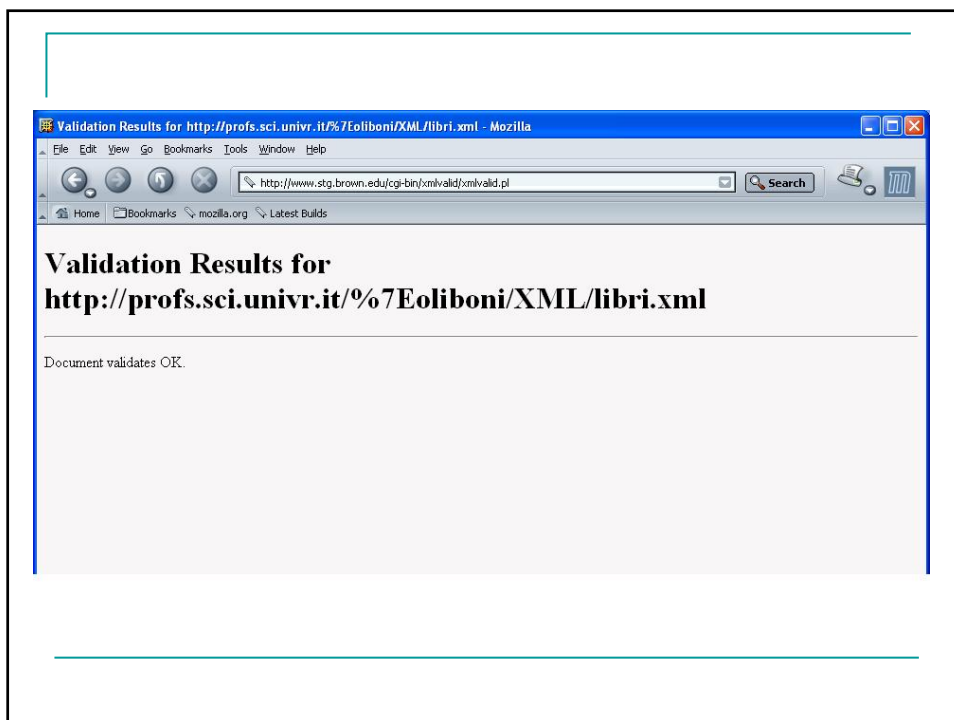 Validation Results for http://profs.sci.univr.it/%7Eoliboni/XML/libri.xml - Mozilla
File Edit View Go Bookmarks Tools Window Help
http://www.stg.brown.edu/cgi-bin/xmlvalid/xmlvalid.pl Search
Home Bookmarks mozilla.org Latest Builds
Validation Results for
http://profs.sci.univr.it/%7Eoliboni/XML/libri.xml
Document validates OK.